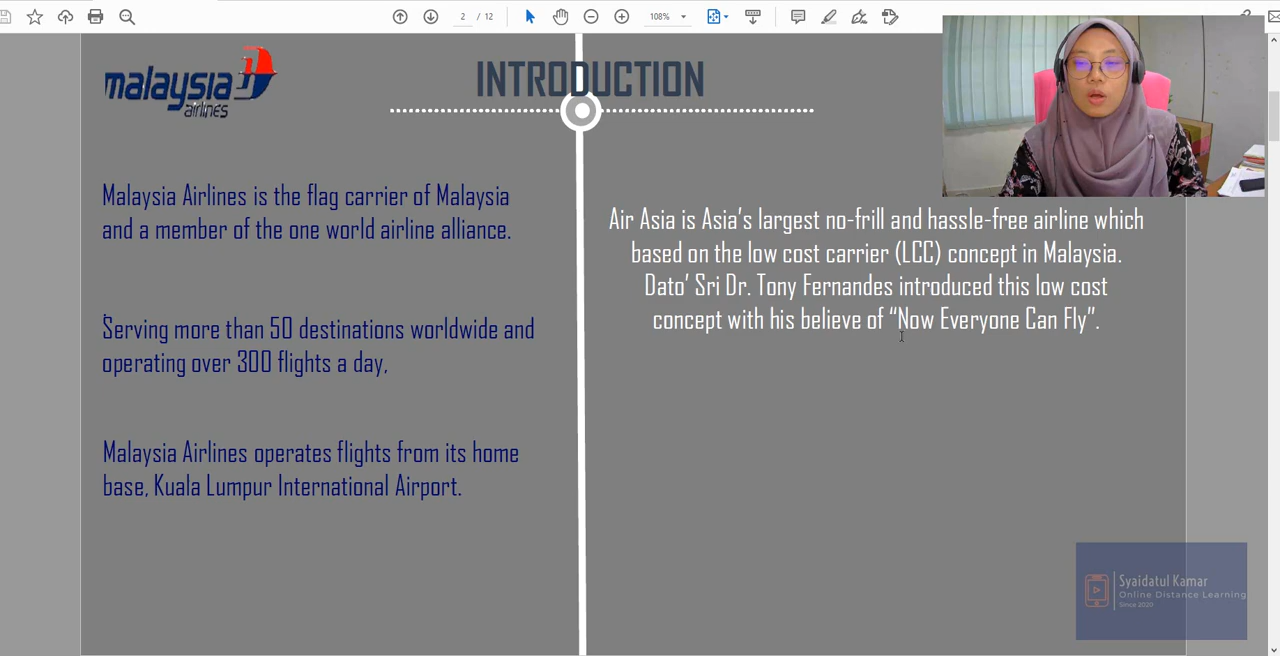 2 / 12
108%
malaysia
airlines
INTRODUCTION
Malaysia Airlines is the flag carrier of Malaysia
and a member of the one world airline alliance.
Serving more than 50 destinations worldwide and
operating over 300 flights a day,
Malaysia Airlines operates flights from its home
base, Kuala Lumpur International Airport.
Air Asia is Asia's largest no-frill and hassle-free airline which
based on the low cost carrier (LCC) concept in Malaysia.
Dato' Sri Dr. Tony Fernandes introduced this low cost
concept with his believe of “Now Everyone Can Fly”.
Syaidatul Kamar
Online Distance Learning
Since 2020